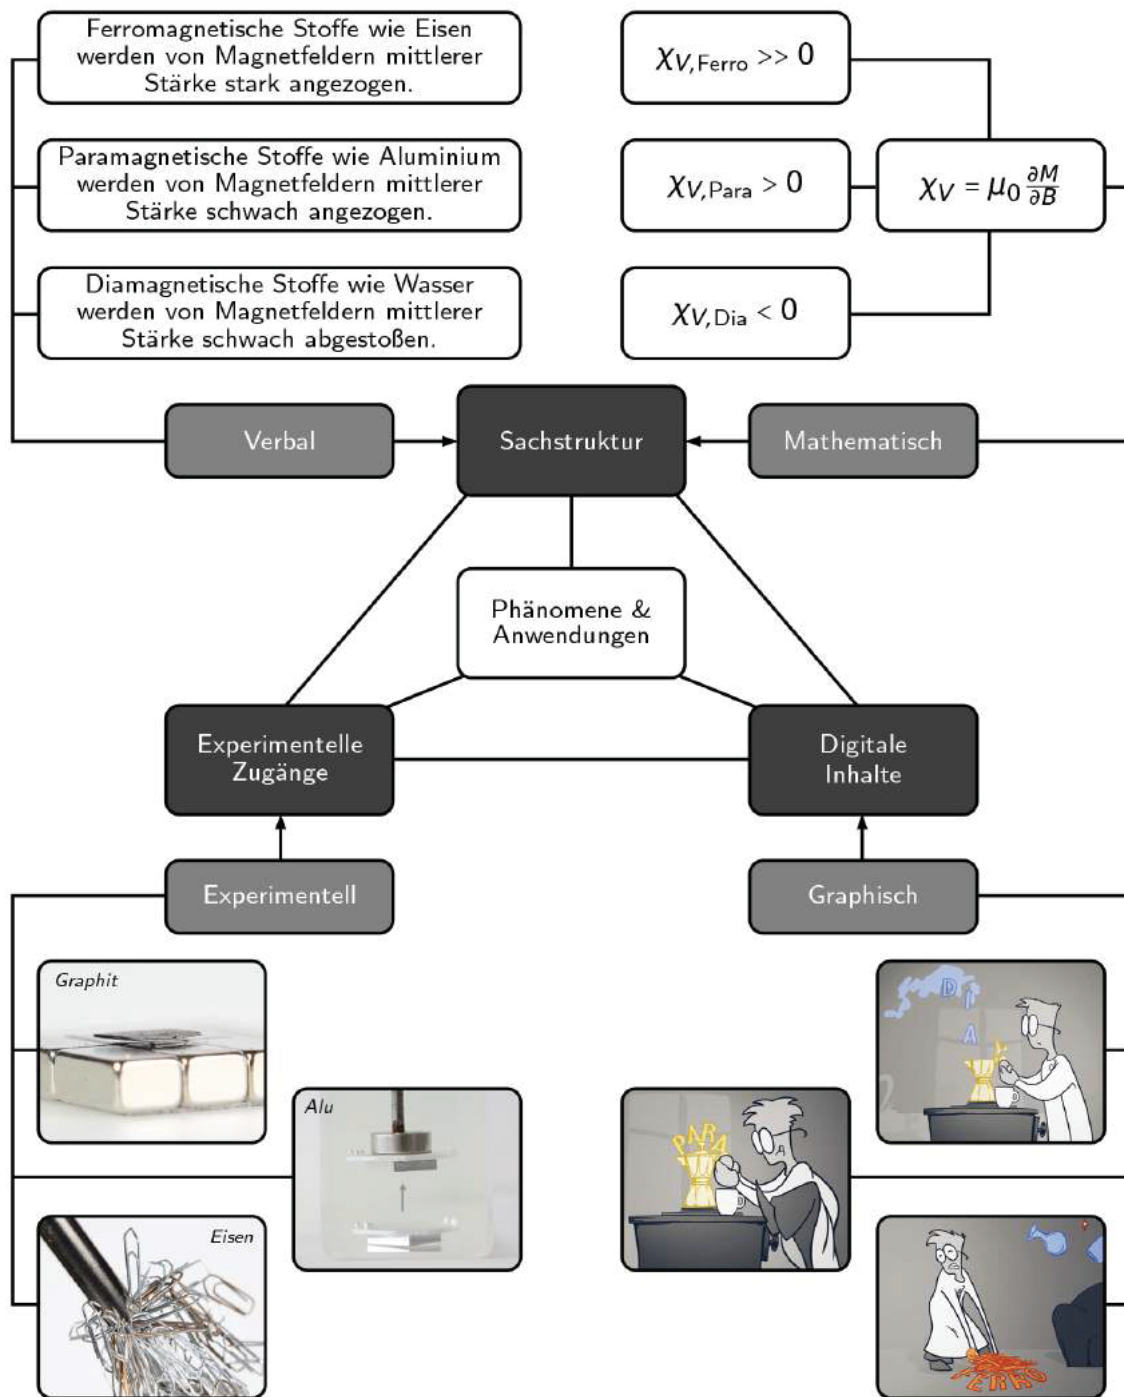 Ferromagnetische Stoffe wie Eisen
werden von Magnetfeldern mittlerer
Stärke stark angezogen.
χV,Ferro >> 0
Paramagnetische Stoffe wie Aluminium
werden von Magnetfeldern mittlerer
Stärke schwach angezogen.
χV,Para > 0
χV = μ0 ∂M/∂B
Diamagnetische Stoffe wie Wasser
werden von Magnetfeldern mittlerer
Stärke schwach abgestoßen.
χV,Dia < 0
Verbal
Sachstruktur
Mathematisch
Phänomene &
Anwendungen
Experimentelle
Zugänge
Digitale
Inhalte
Experimentell
Graphisch
Graphit
DIA
Alu
PARA
Eisen
FERRO